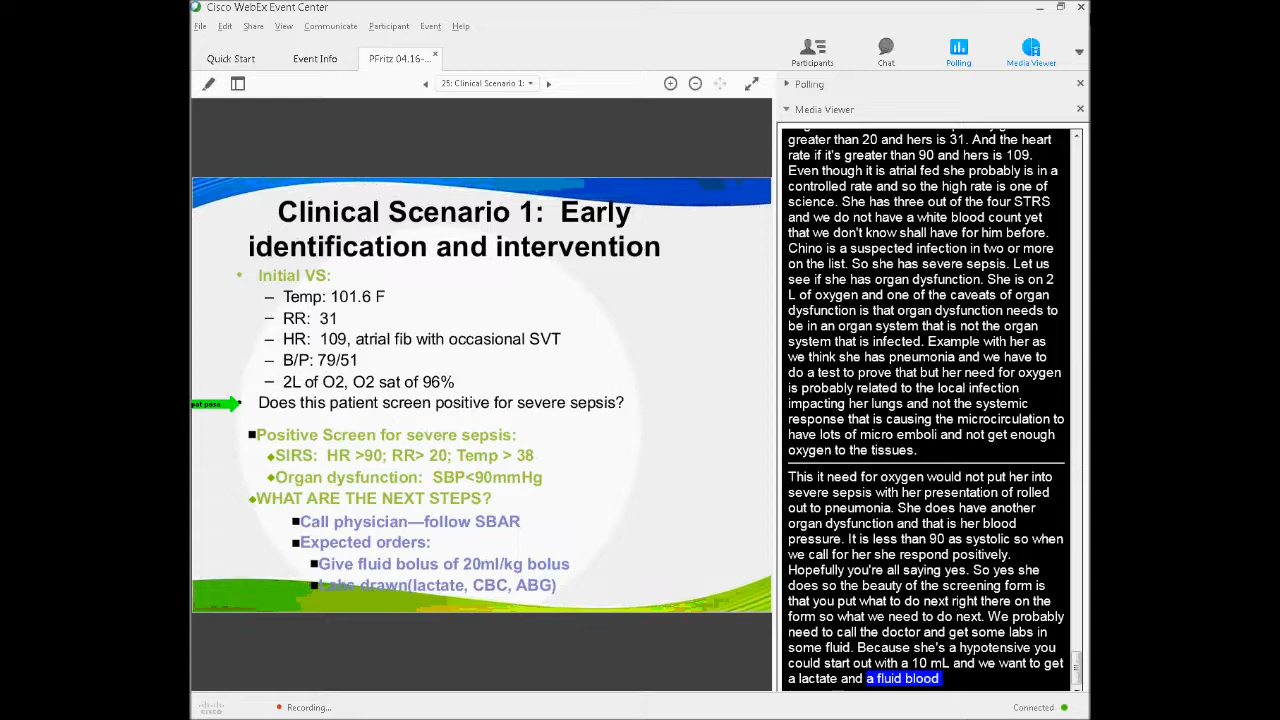 Cisco WebEx Event Center
File Edit Share View Communicate Participant Event Help
Quick Start Event Info PFritz 04.16-...
Participants Chat Polling Media Viewer
25: Clinical Scenario 1:
Polling
Media Viewer
Clinical Scenario 1: Early
identification and intervention
• Initial VS:
– Temp: 101.6 F
– RR: 31
– HR: 109, atrial fib with occasional SVT
– B/P: 79/51
– 2L of O2, O2 sat of 96%
• Does this patient screen positive for severe sepsis?
■Positive Screen for severe sepsis:
◆SIRS: HR >90; RR> 20; Temp > 38
◆Organ dysfunction: SBP<90mmHg
◆WHAT ARE THE NEXT STEPS?
■Call physician—follow SBAR
■Expected orders:
■Give fluid bolus of 20ml/kg bolus
■Labs drawn(lactate, CBC, ABG)
greater than 20 and hers is 31. And the heart
rate if it's greater than 90 and hers is 109.
Even though it is atrial fed she probably is in a
controlled rate and so the high rate is one of
science. She has three out of the four STRS
and we do not have a white blood count yet
that we don't know shall have for him before.
Chino is a suspected infection in two or more
on the list. So she has severe sepsis. Let us
see if she has organ dysfunction. She is on 2
L of oxygen and one of the caveats of organ
dysfunction is that organ dysfunction needs to
be in an organ system that is not the organ
system that is infected. Example with her as
we think she has pneumonia and we have to
do a test to prove that but her need for oxygen
is probably related to the local infection
impacting her lungs and not the systemic
response that is causing the microcirculation to
have lots of micro emboli and not get enough
oxygen to the tissues.
This it need for oxygen would not put her into
severe sepsis with her presentation of rolled
out to pneumonia. She does have another
organ dysfunction and that is her blood
pressure. It is less than 90 as systolic so when
we call for her she respond positively.
Hopefully you're all saying yes. So yes she
does so the beauty of the screening form is
that you put what to do next right there on the
form so what we need to do next. We probably
need to call the doctor and get some labs in
some fluid. Because she's a hypotensive you
could start out with a 10 mL and we want to get
a lactate and a fluid blood
cisco
Recording...
Connected